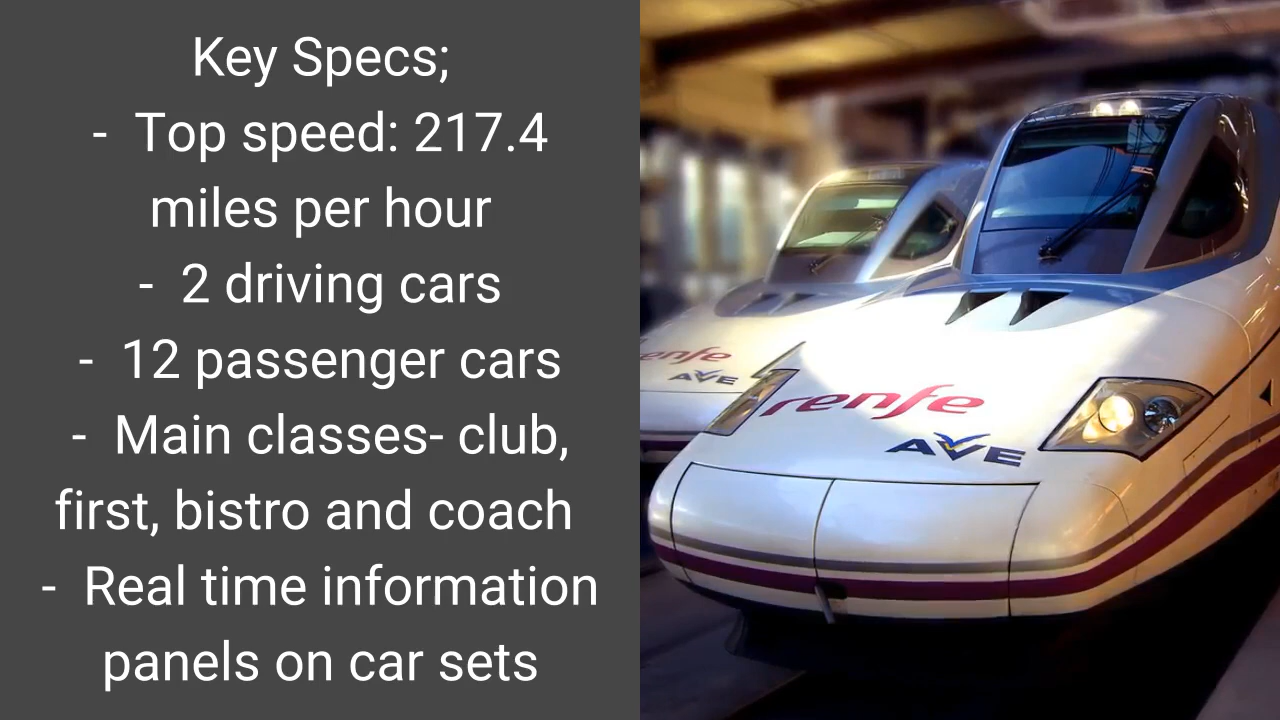 Key Specs;
- Top speed: 217.4
miles per hour
- 2 driving cars
- 12 passenger cars
- Main classes- club,
first, bistro and coach
- Real time information
panels on car sets
renfe
AVE
renfe
AVE